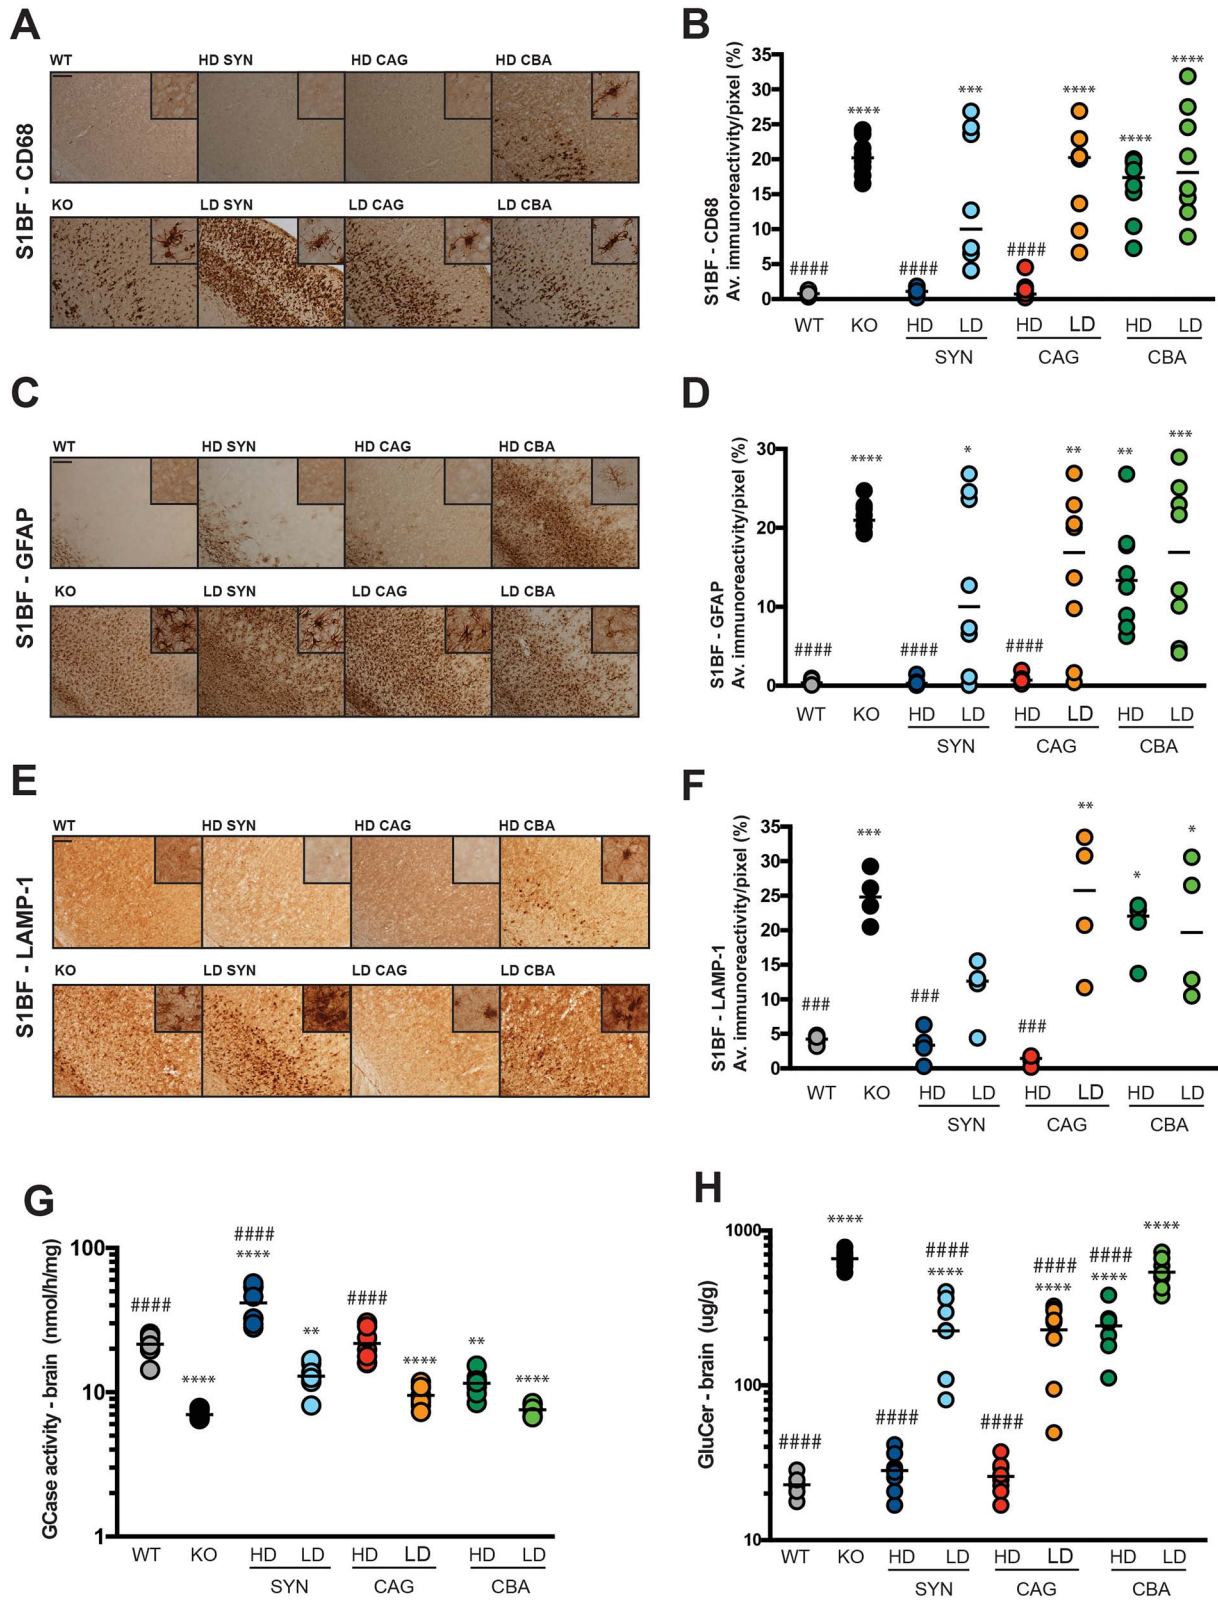 A
WT HD SYN HD CAG HD CBA
S1BF - CD68
KO LD SYN LD CAG LD CBA
B
S1BF - CD68
Av. immunoreactivity/pixel (%)
35
30
25
20
15
10
5
0
#### **** #### *** #### **** **** ****
WT KO HD LD HD LD HD LD
SYN CAG CBA
C
WT HD SYN HD CAG HD CBA
S1BF - GFAP
KO LD SYN LD CAG LD CBA
D
S1BF - GFAP
Av. immunoreactivity/pixel (%)
30
20
10
0
#### **** #### * #### ** ** ***
WT KO HD LD HD LD HD LD
SYN CAG CBA
E
WT HD SYN HD CAG HD CBA
S1BF - LAMP-1
KO LD SYN LD CAG LD CBA
F
S1BF - LAMP-1
Av. immunoreactivity/pixel (%)
35
30
25
20
15
10
5
0
### *** ### ### ** * *
WT KO HD LD HD LD HD LD
SYN CAG CBA
G
GCase activity - brain (nmol/h/mg)
100
10
1
#### **** #### **** ** #### **** ** ****
WT KO HD LD HD LD HD LD
SYN CAG CBA
H
GluCer - brain (ug/g)
1000
100
10
#### **** #### #### **** #### #### **** #### **** ****
WT KO HD LD HD LD HD LD
SYN CAG CBA